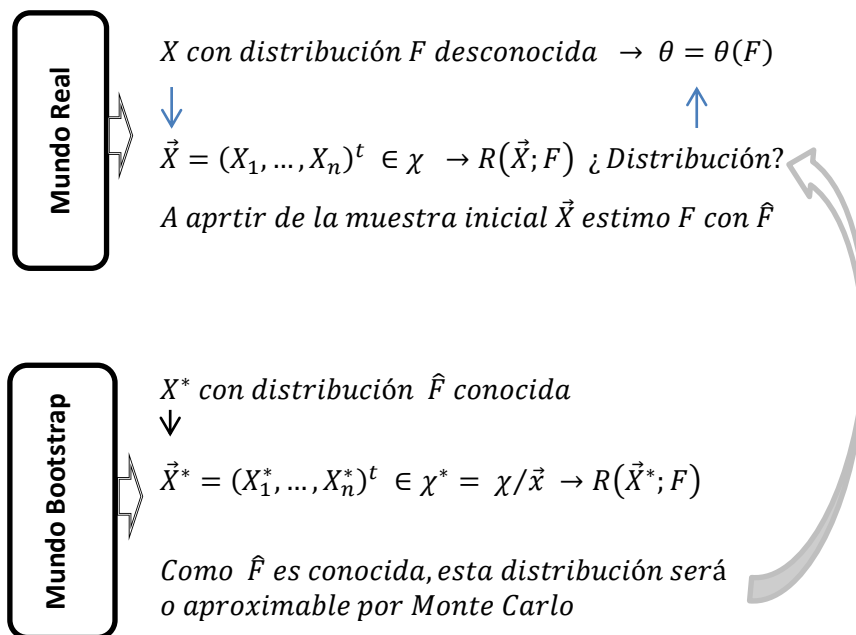 Mundo Real
X con distribución F desconocida → θ = θ(F)
X⃗ = (X₁, … , Xₙ)ᵗ ∈ χ → R(X⃗; F) ¿ Distribución?
A aprtir de la muestra inicial X⃗ estimo F con F̂
Mundo Bootstrap
X* con distribución F̂ conocida
X⃗* = (X₁*, … , Xₙ*)ᵗ ∈ χ* = χ/x⃗ → R(X⃗*; F)
Como F̂ es conocida, esta distribución será
o aproximable por Monte Carlo